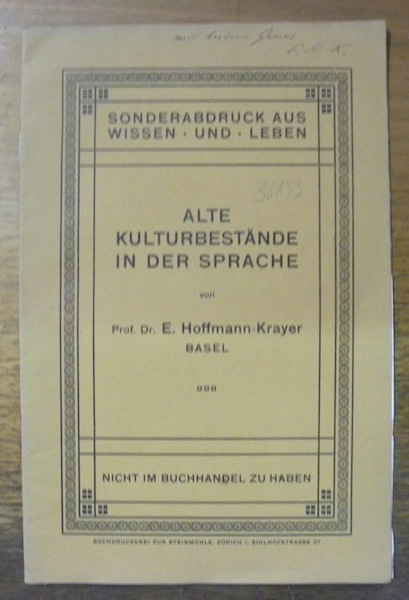 SONDERABDRUCK AUS
WISSEN · UND · LEBEN
36133
ALTE
KULTURBESTÄNDE
IN DER SPRACHE
von
Prof. Dr. E. Hoffmann-Krayer
BASEL
NICHT IM BUCHHANDEL ZU HABEN
BUCHDRUCKEREI ZUR STEINMÜHLE, ZÜRICH 1, SIHLHOFSTRASSE 27